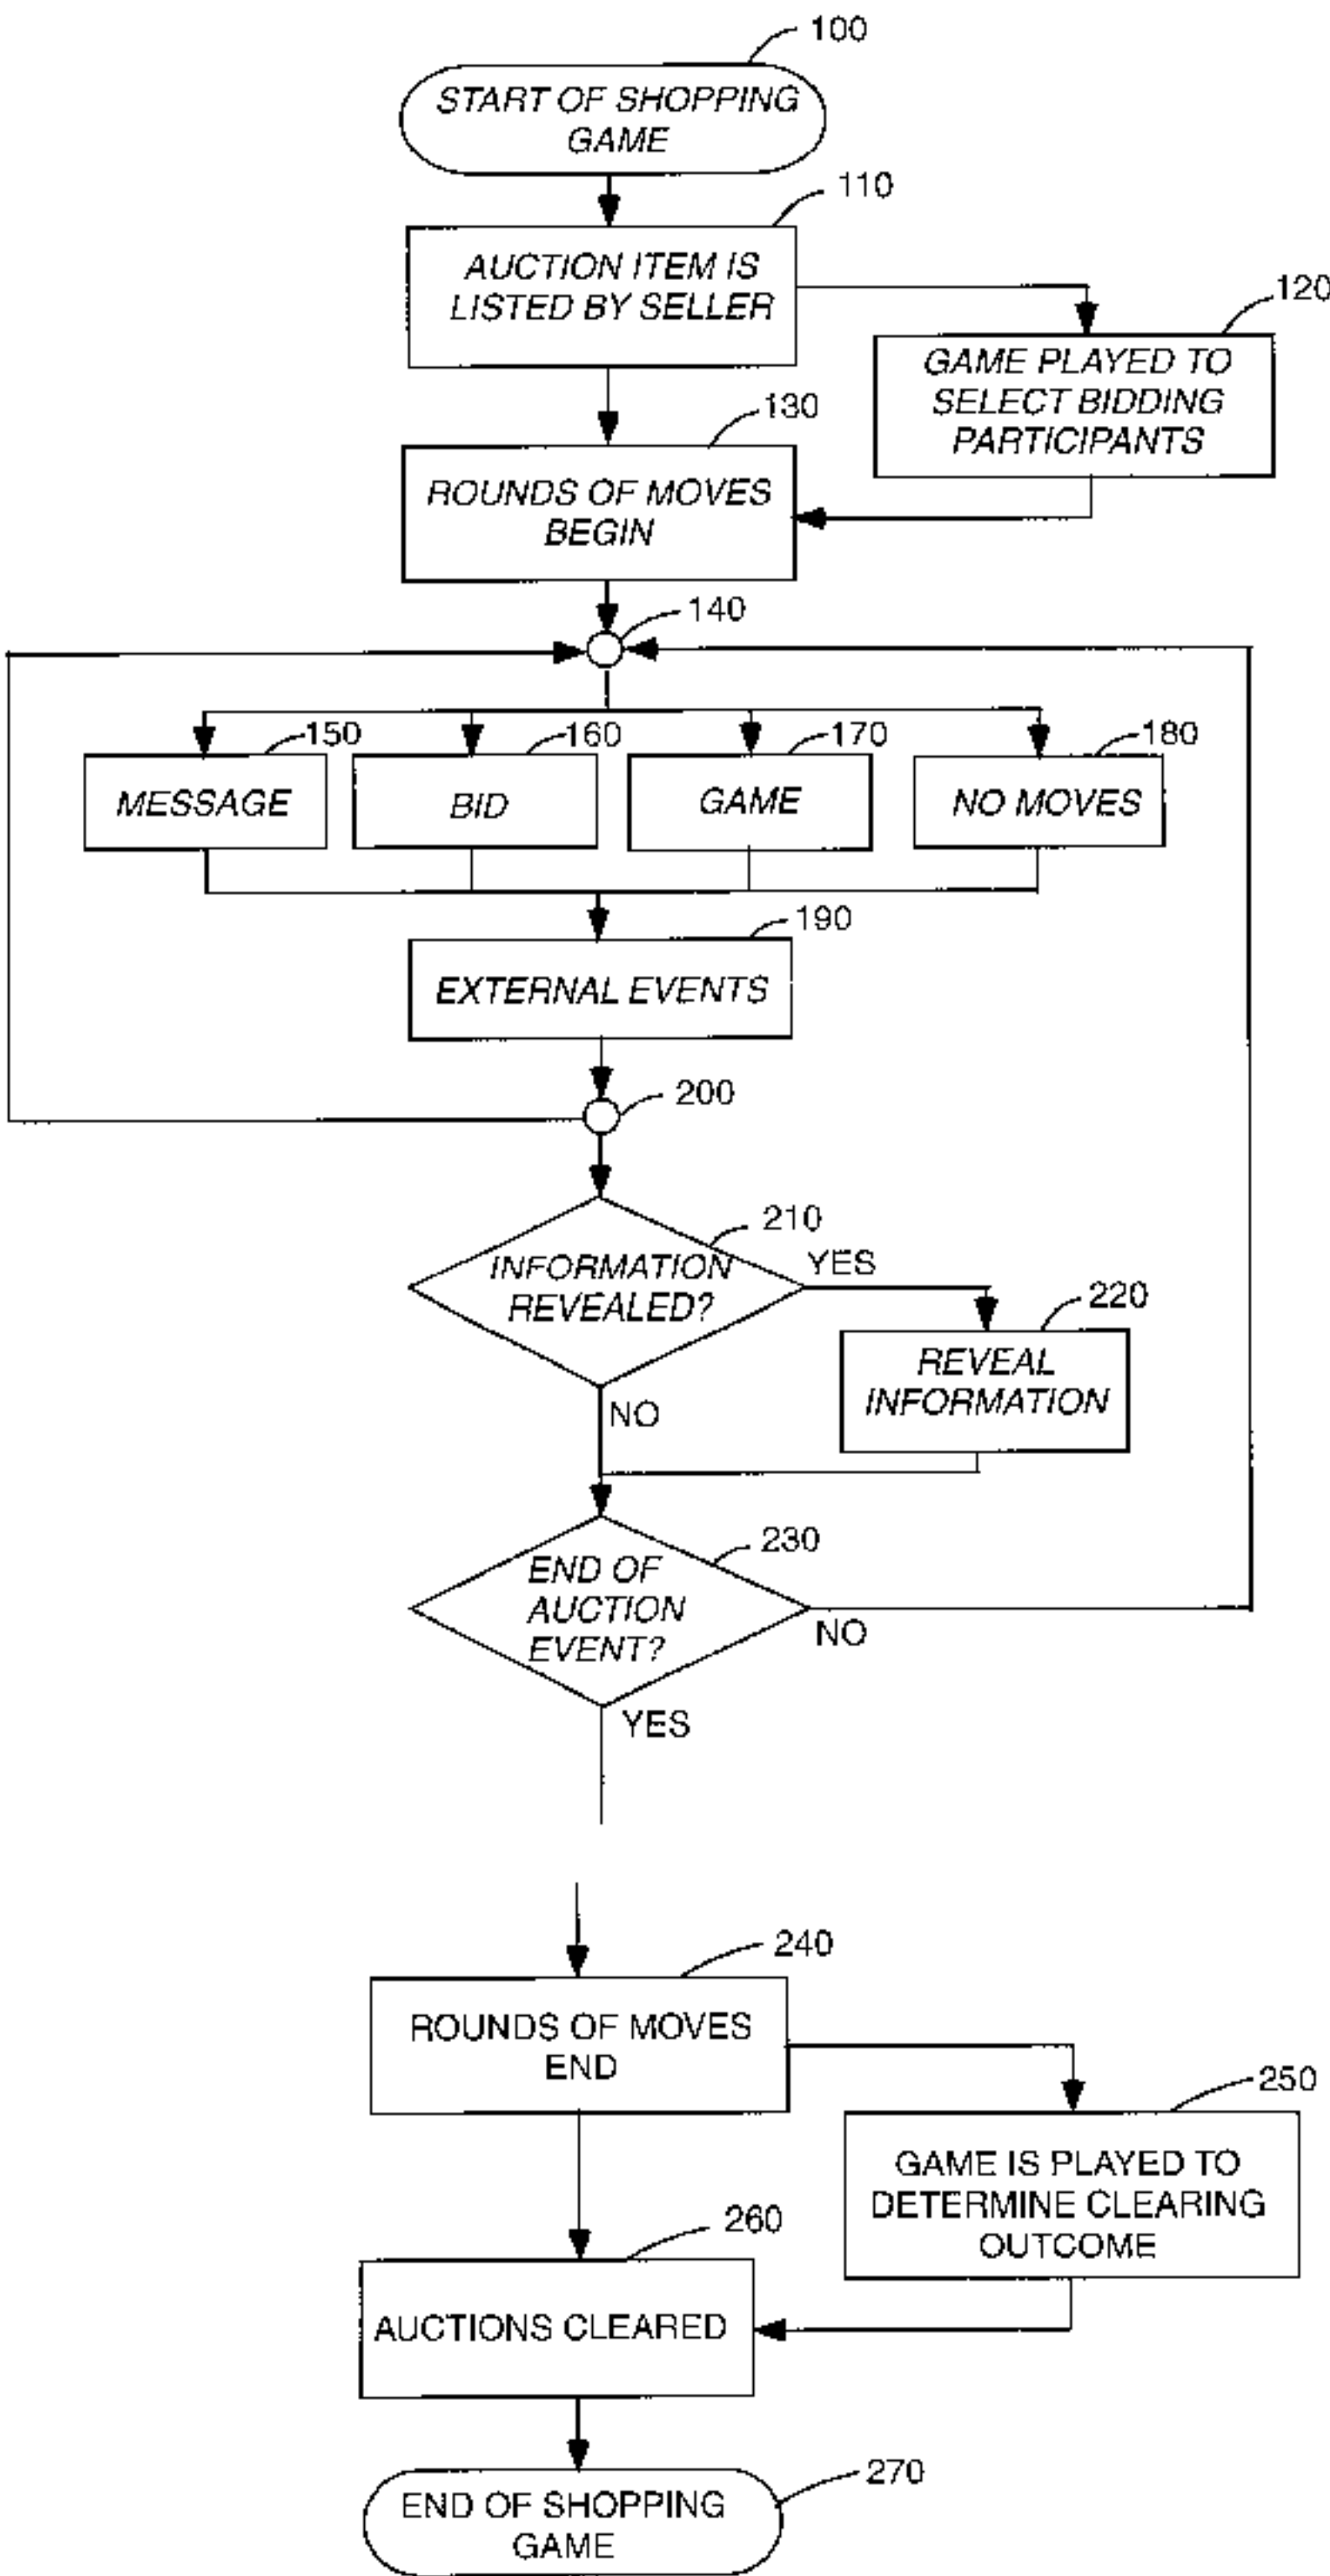 100
START OF SHOPPING
GAME
110
AUCTION ITEM IS
LISTED BY SELLER
120
GAME PLAYED TO
SELECT BIDDING
PARTICIPANTS
130
ROUNDS OF MOVES
BEGIN
140
150
MESSAGE
160
BID
170
GAME
180
NO MOVES
190
EXTERNAL EVENTS
200
210
INFORMATION
REVEALED?
YES
220
REVEAL
INFORMATION
NO
230
END OF
AUCTION
EVENT?
NO
YES
240
ROUNDS OF MOVES
END
250
GAME IS PLAYED TO
DETERMINE CLEARING
OUTCOME
260
AUCTIONS CLEARED
270
END OF SHOPPING
GAME